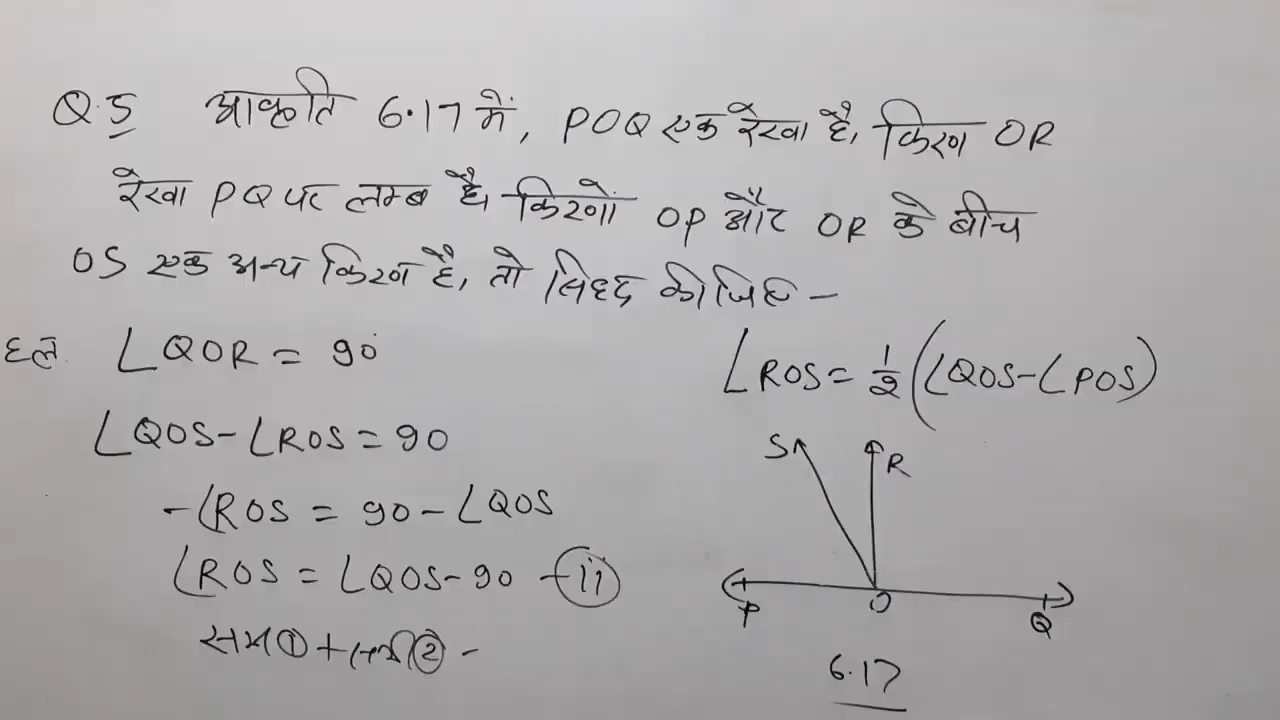 Q.5 आकृति 6.17 में, POQ एक रेखा है, किरण OR
रेखा PQ पर लम्ब है। किरणों OP और OR के बीच
OS एक अन्य किरण है, तो सिध्द कीजिए –
हल. ∠QOR = 90°
∠ROS = 1/2 (∠QOS - ∠POS)
∠QOS - ∠ROS = 90
-∠ROS = 90 - ∠QOS
∠ROS = ∠QOS - 90 - ii
समी① + समी② -
S
R
P
O
Q
6.17